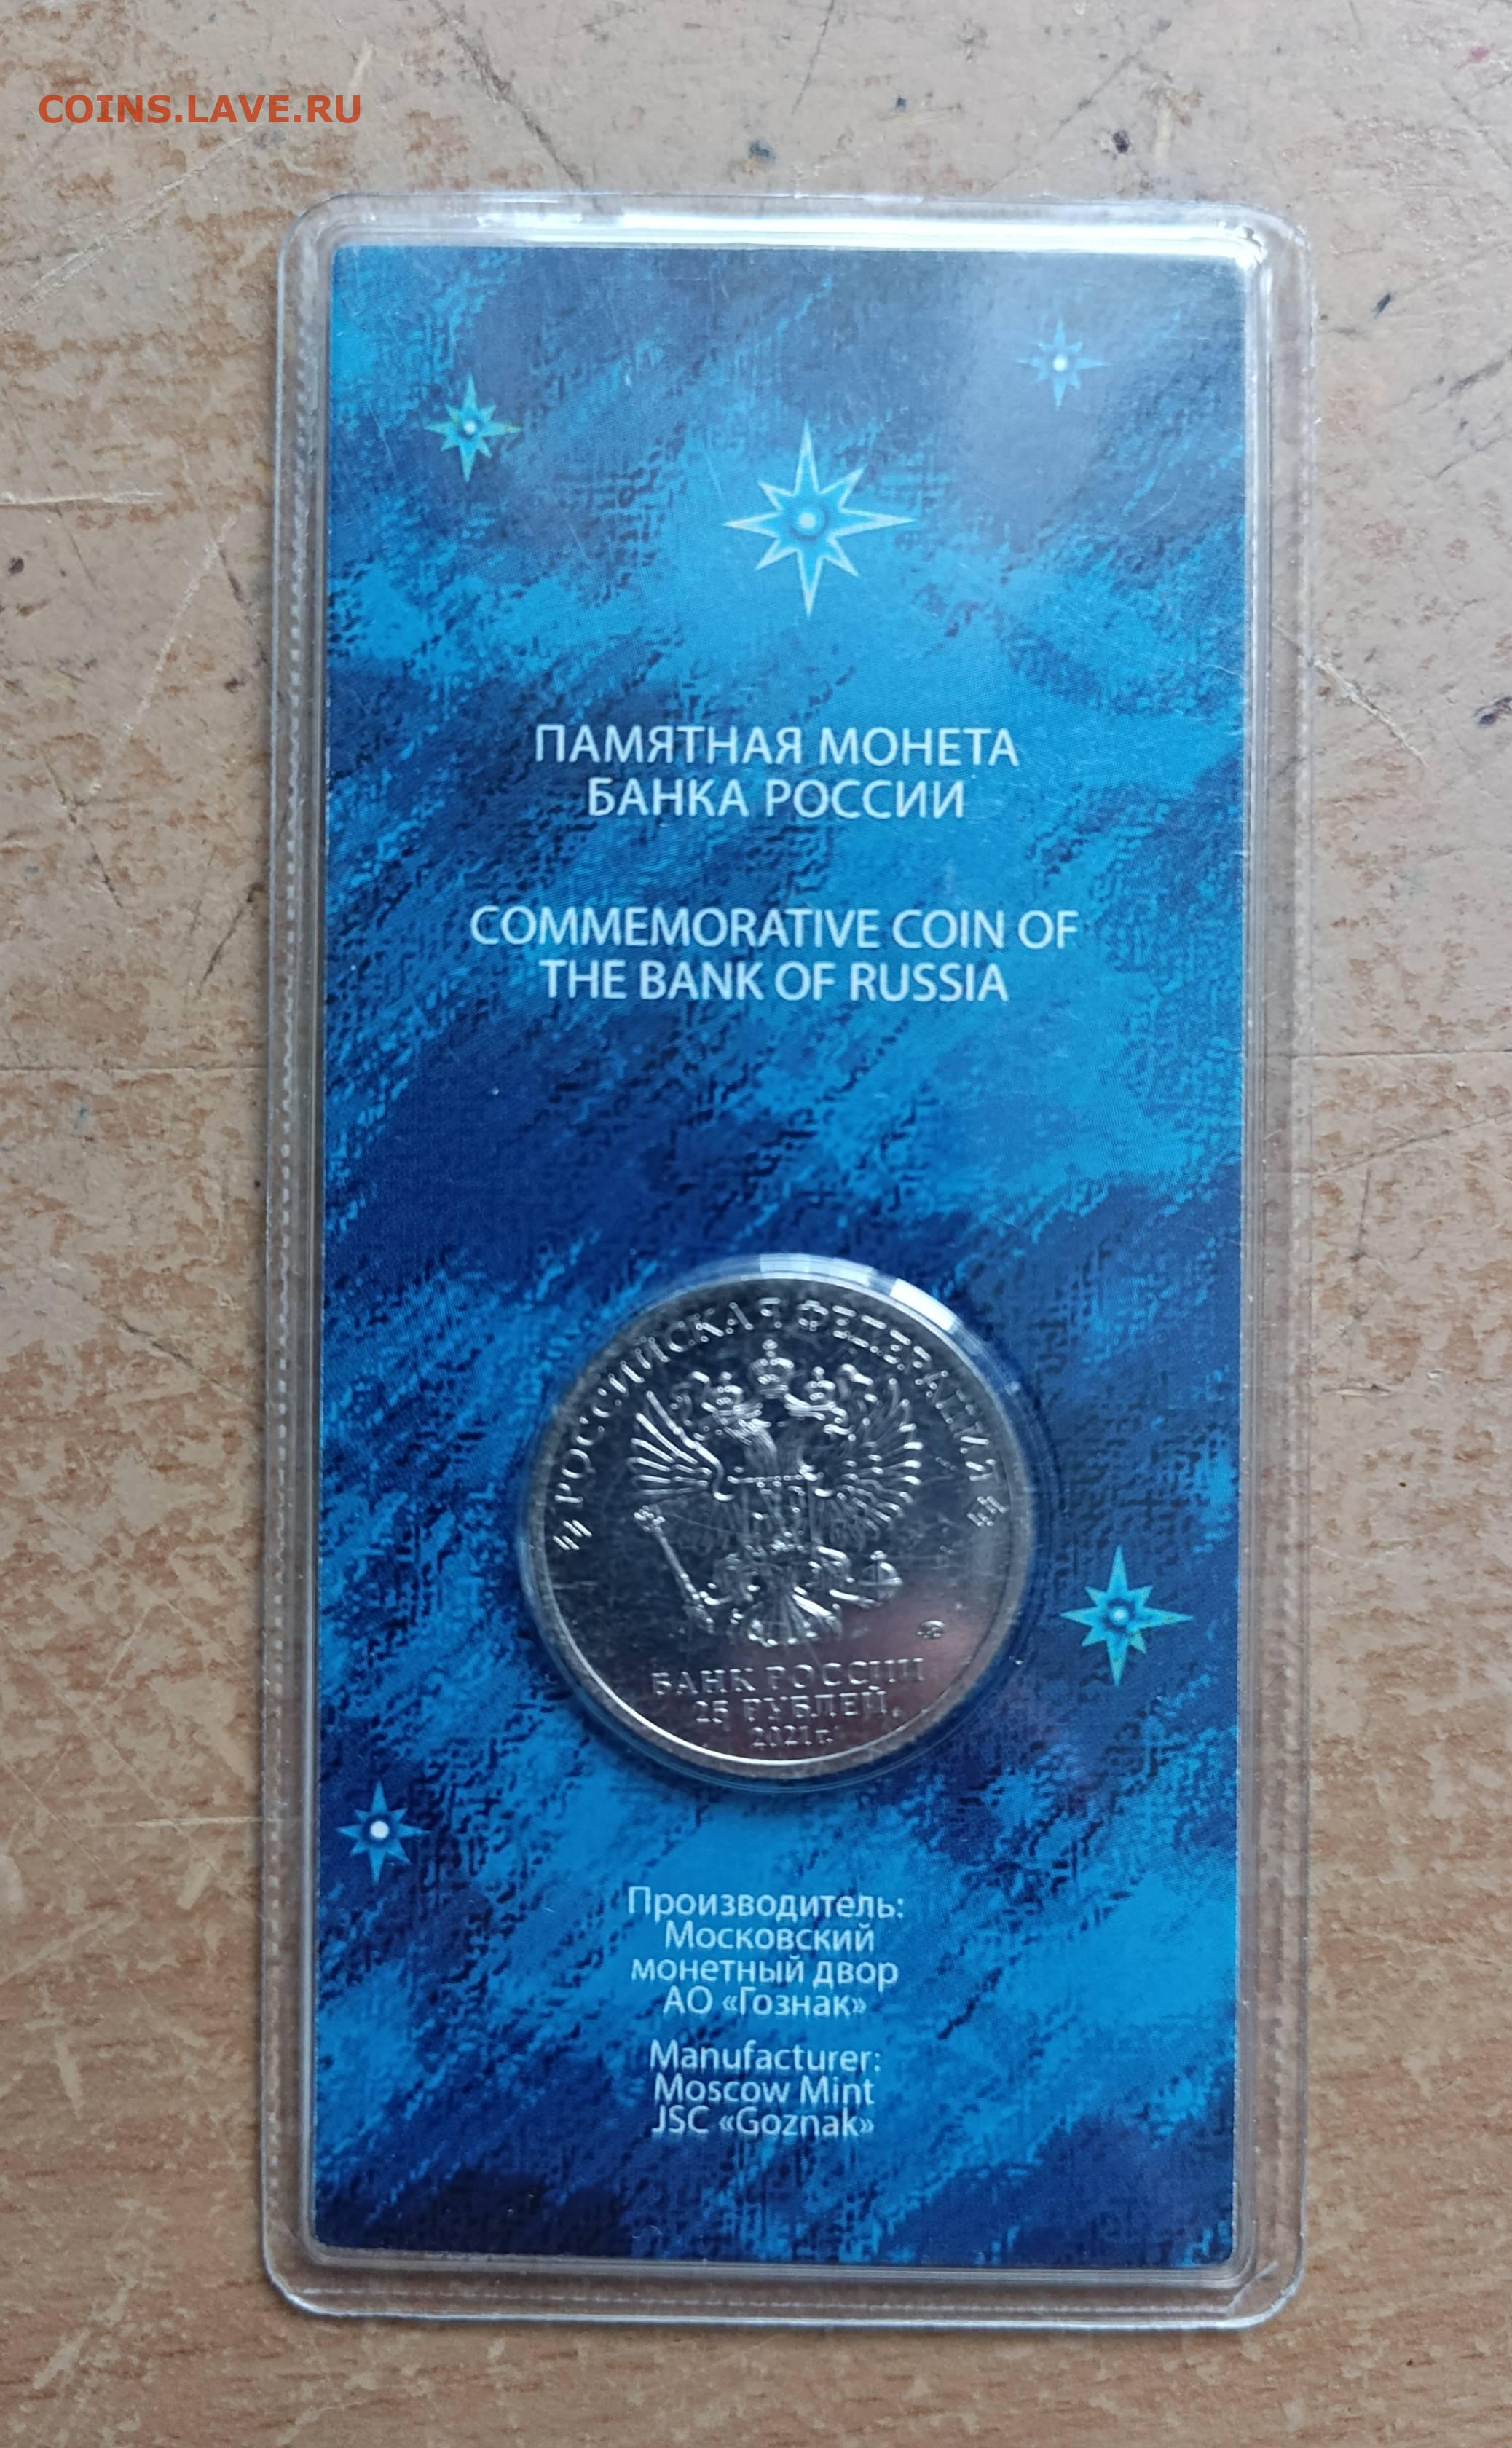 COINS.LAVE.RU
ПАМЯТНАЯ МОНЕТА
БАНКА РОССИИ
COMMEMORATIVE COIN OF
THE BANK OF RUSSIA
РОССИЙСКАЯ ФЕДЕРАЦИЯ
БАНК РОССИИ
25 РУБЛЕЙ
2021 г.
Производитель:
Московский
монетный двор
АО «Гознак»
Manufacturer:
Moscow Mint
JSC «Goznak»